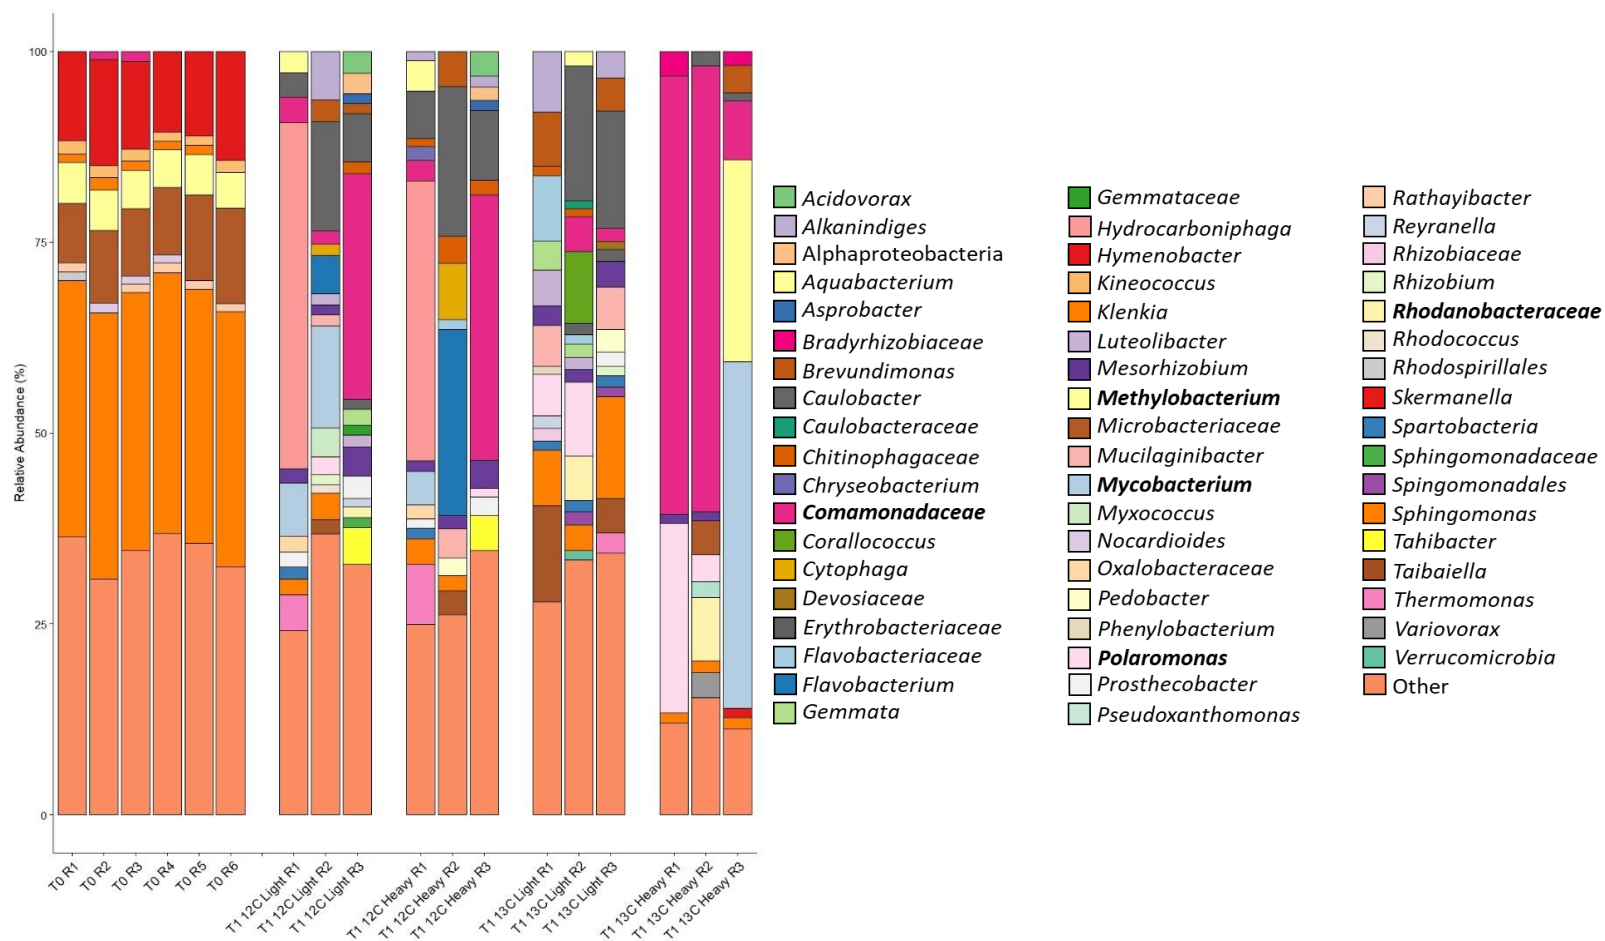 Relative Abundance (%)
100
75
50
25
0
T0 R1
T0 R2
T0 R3
T0 R4
T0 R5
T0 R6
T1 12C Light R1
T1 12C Light R2
T1 12C Light R3
T1 12C Heavy R1
T1 12C Heavy R2
T1 12C Heavy R3
T1 13C Light R1
T1 13C Light R2
T1 13C Light R3
T1 13C Heavy R1
T1 13C Heavy R2
T1 13C Heavy R3
Acidovorax
Alkanindiges
Alphaproteobacteria
Aquabacterium
Asprobacter
Bradyrhizobiaceae
Brevundimonas
Caulobacter
Caulobacteraceae
Chitinophagaceae
Chryseobacterium
Comamonadaceae
Corallococcus
Cytophaga
Devosiaceae
Erythrobacteriaceae
Flavobacteriaceae
Flavobacterium
Gemmata
Gemmataceae
Hydrocarboniphaga
Hymenobacter
Kineococcus
Klenkia
Luteolibacter
Mesorhizobium
Methylobacterium
Microbacteriaceae
Mucilaginibacter
Mycobacterium
Myxococcus
Nocardioides
Oxalobacteraceae
Pedobacter
Phenylobacterium
Polaromonas
Prosthecobacter
Pseudoxanthomonas
Rathayibacter
Reyranella
Rhizobiaceae
Rhizobium
Rhodanobacteraceae
Rhodococcus
Rhodospirillales
Skermanella
Spartobacteria
Sphingomonadaceae
Spingomonadales
Sphingomonas
Tahibacter
Taibaiella
Thermomonas
Variovorax
Verrucomicrobia
Other